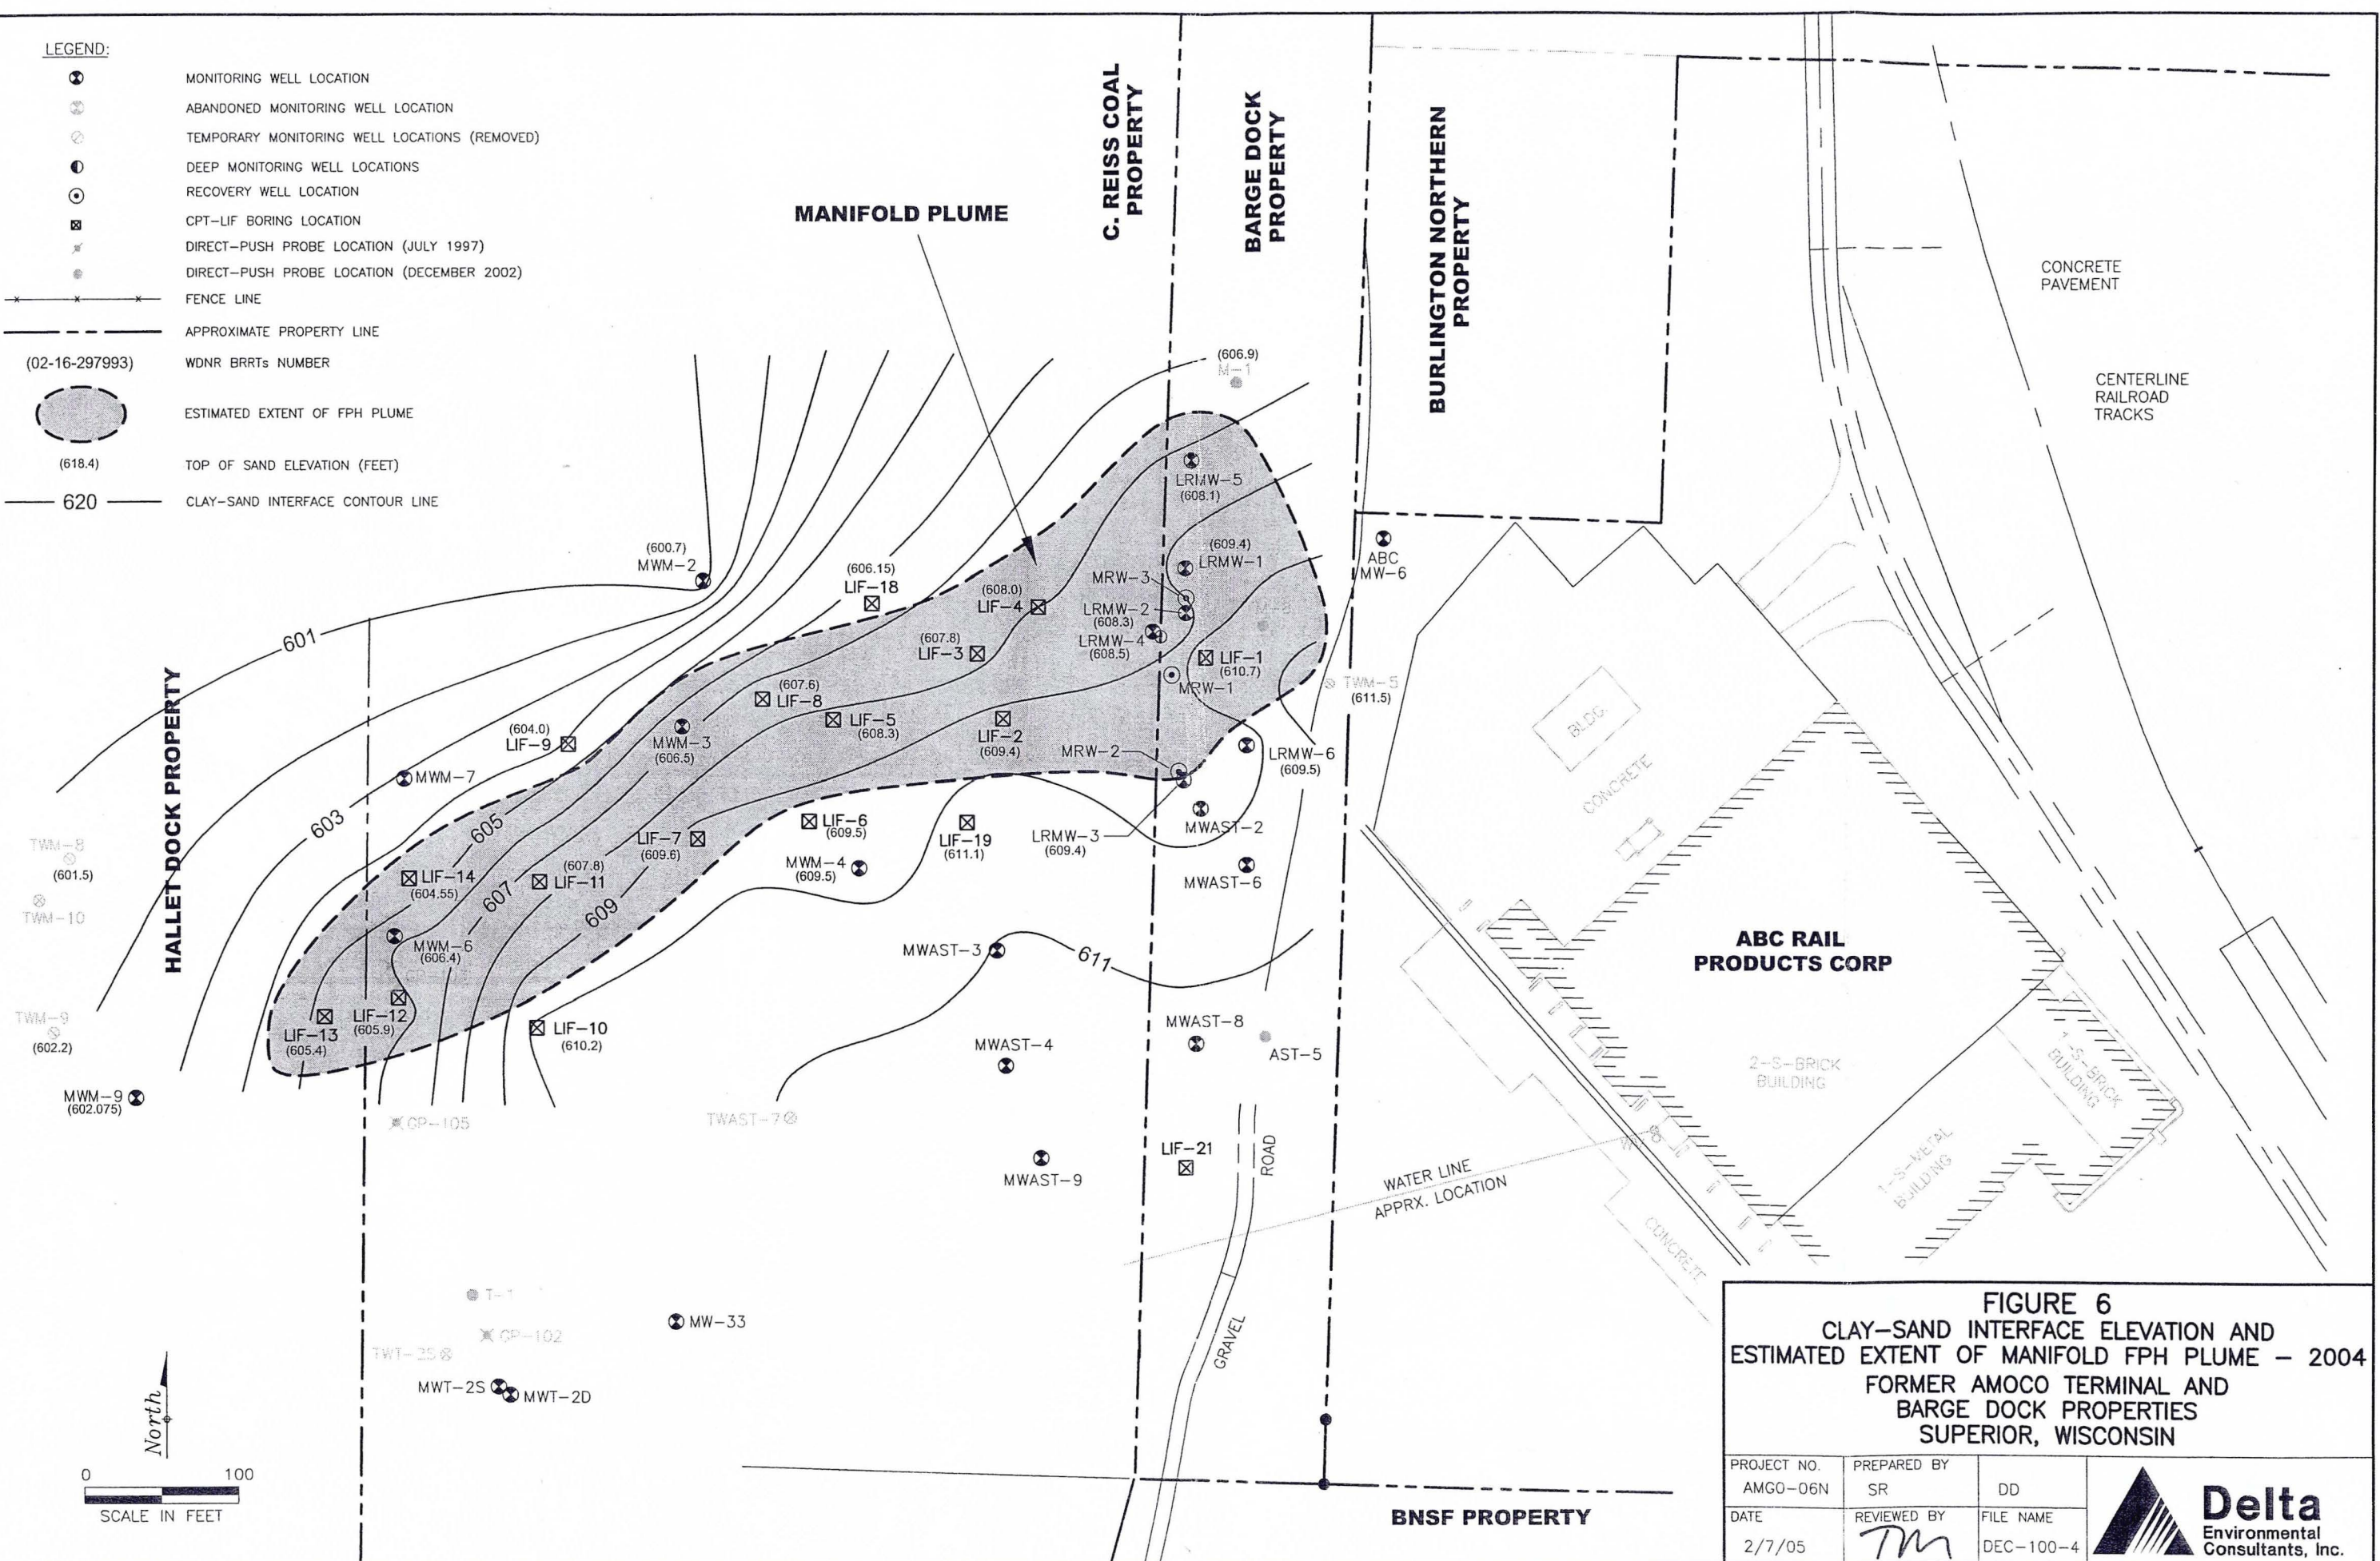 LEGEND:
MONITORING WELL LOCATION
ABANDONED MONITORING WELL LOCATION
TEMPORARY MONITORING WELL LOCATIONS (REMOVED)
DEEP MONITORING WELL LOCATIONS
RECOVERY WELL LOCATION
CPT-LIF BORING LOCATION
DIRECT-PUSH PROBE LOCATION (JULY 1997)
DIRECT-PUSH PROBE LOCATION (DECEMBER 2002)
FENCE LINE
APPROXIMATE PROPERTY LINE
(02-16-297993) WDNR BRRTs NUMBER
ESTIMATED EXTENT OF FPH PLUME
(618.4) TOP OF SAND ELEVATION (FEET)
620 CLAY-SAND INTERFACE CONTOUR LINE
MANIFOLD PLUME
C. REISS COAL
PROPERTY
BARGE DOCK
PROPERTY
BURLINGTON NORTHERN
PROPERTY
CONCRETE
PAVEMENT
CENTERLINE
RAILROAD
TRACKS
(606.9)
M-1
LRMW-5
(608.1)
(609.4)
LRMW-1
MRW-3
LRMW-2
(608.3)
LRMW-4
(608.5)
LIF-1
(610.7)
MRW-1
ABC
MW-6
TWM-5
(611.5)
(600.7)
MWM-2
(606.15)
LIF-18
(608.0)
LIF-4
(607.8)
LIF-3
(607.6)
LIF-8
LIF-5
(608.3)
LIF-2
(609.4)
MRW-2
LRMW-6
(609.5)
MWM-3
(606.5)
(604.0)
LIF-9
MWM-7
601
603
605
607
609
611
HALLET DOCK PROPERTY
LIF-7
(609.6)
LIF-6
(609.5)
MWM-4
(609.5)
LIF-19
(611.1)
LRMW-3
(609.4)
MWAST-2
MWAST-6
LIF-14
(604.55)
(607.8)
LIF-11
MWM-6
(606.4)
LIF-12
(605.9)
LIF-13
(605.4)
LIF-10
(610.2)
TWM-8
(601.5)
TWM-10
TWM-9
(602.2)
MWM-9
(602.075)
GP-105
TWAST-7
MWAST-3
MWAST-4
MWAST-8
AST-5
MWAST-9
LIF-21
ROAD
GRAVEL
WATER LINE
APPRX. LOCATION
BLDG.
CONCRETE
ABC RAIL
PRODUCTS CORP
2-S-BRICK
BUILDING
1-S-BRICK
BUILDING
1-S-METAL
BUILDING
CONCRETE
T-1
GP-102
TWT-2S
MWT-2S
MWT-2D
MW-33
North
0 100
SCALE IN FEET
BNSF PROPERTY
FIGURE 6
CLAY-SAND INTERFACE ELEVATION AND
ESTIMATED EXTENT OF MANIFOLD FPH PLUME - 2004
FORMER AMOCO TERMINAL AND
BARGE DOCK PROPERTIES
SUPERIOR, WISCONSIN
PROJECT NO. PREPARED BY
AMGO-06N SR DD
DATE REVIEWED BY FILE NAME
2/7/05 TM DEC-100-4
Delta
Environmental
Consultants, Inc.